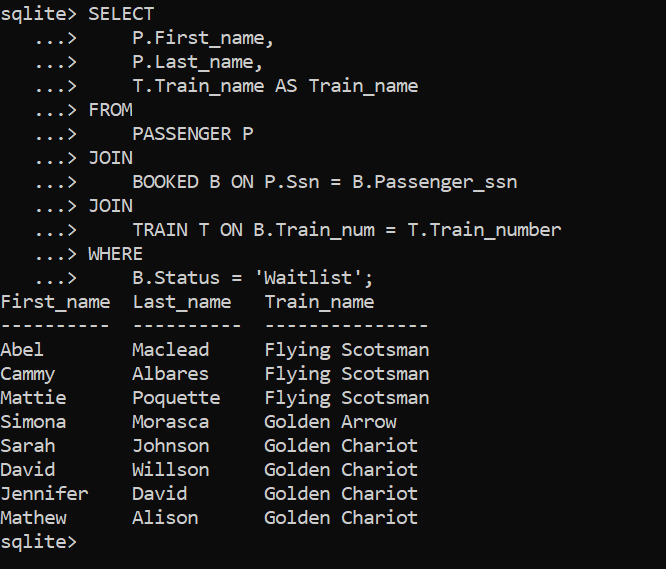 sqlite> SELECT
   ...>     P.First_name,
   ...>     P.Last_name,
   ...>     T.Train_name AS Train_name
   ...> FROM
   ...>     PASSENGER P
   ...> JOIN
   ...>     BOOKED B ON P.Ssn = B.Passenger_ssn
   ...> JOIN
   ...>     TRAIN T ON B.Train_num = T.Train_number
   ...> WHERE
   ...>     B.Status = 'Waitlist';
First_name  Last_name   Train_name
----------  ----------  ---------------
Abel        Maclead     Flying Scotsman
Cammy       Albares     Flying Scotsman
Mattie      Poquette    Flying Scotsman
Simona      Morasca     Golden Arrow
Sarah       Johnson     Golden Chariot
David       Willson     Golden Chariot
Jennifer    David       Golden Chariot
Mathew      Alison      Golden Chariot
sqlite>